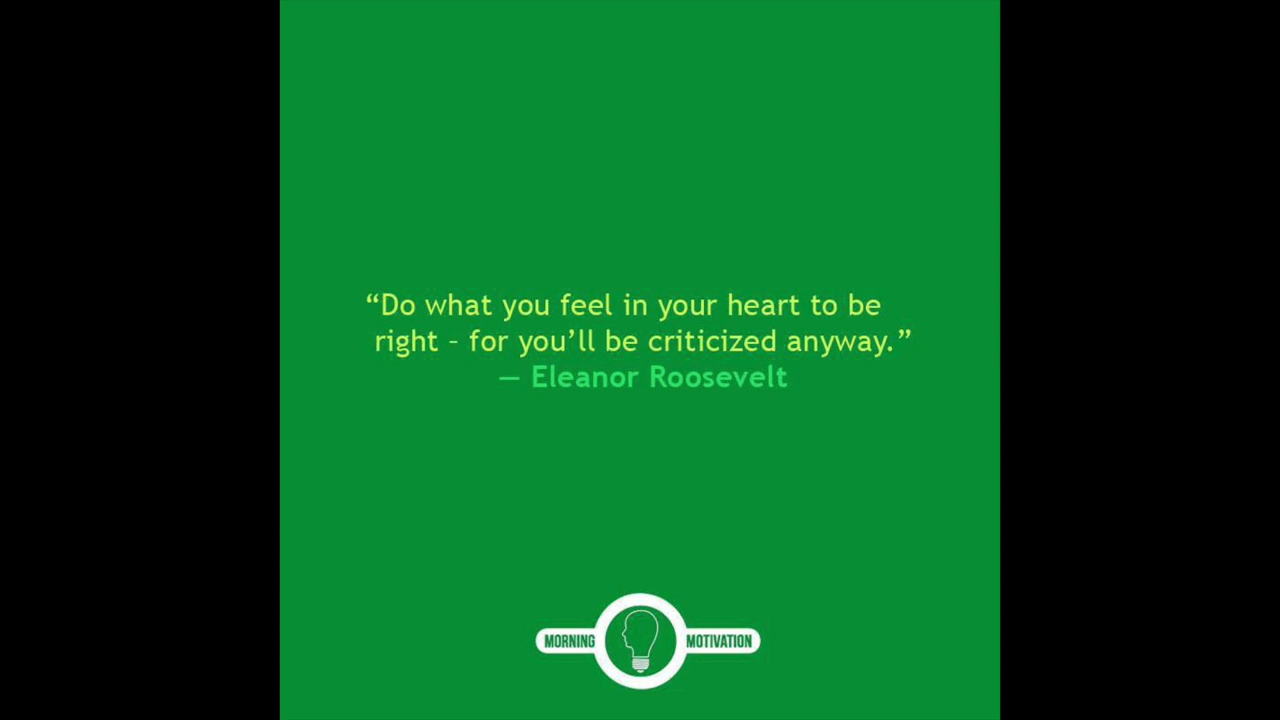 “Do what you feel in your heart to be
right – for you’ll be criticized anyway.”
— Eleanor Roosevelt
MORNING MOTIVATION